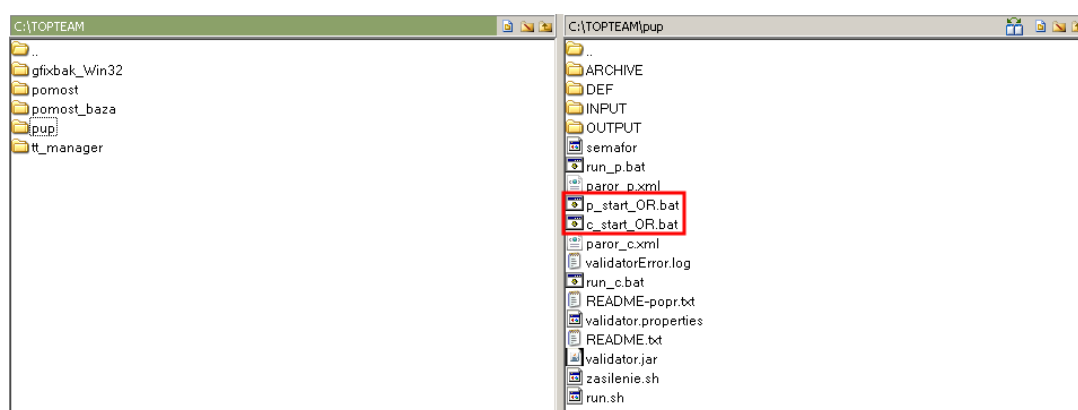 C:\TOPTEAM
..
gfixbak_Win32
pomost
pomost_baza
pup
tt_manager
C:\TOPTEAM\pup
..
ARCHIVE
DEF
INPUT
OUTPUT
semafor
run_p.bat
paror_p.xml
p_start_OR.bat
c_start_OR.bat
paror_c.xml
validatorError.log
run_c.bat
README-popr.txt
validator.properties
README.txt
validator.jar
zasilenie.sh
run.sh